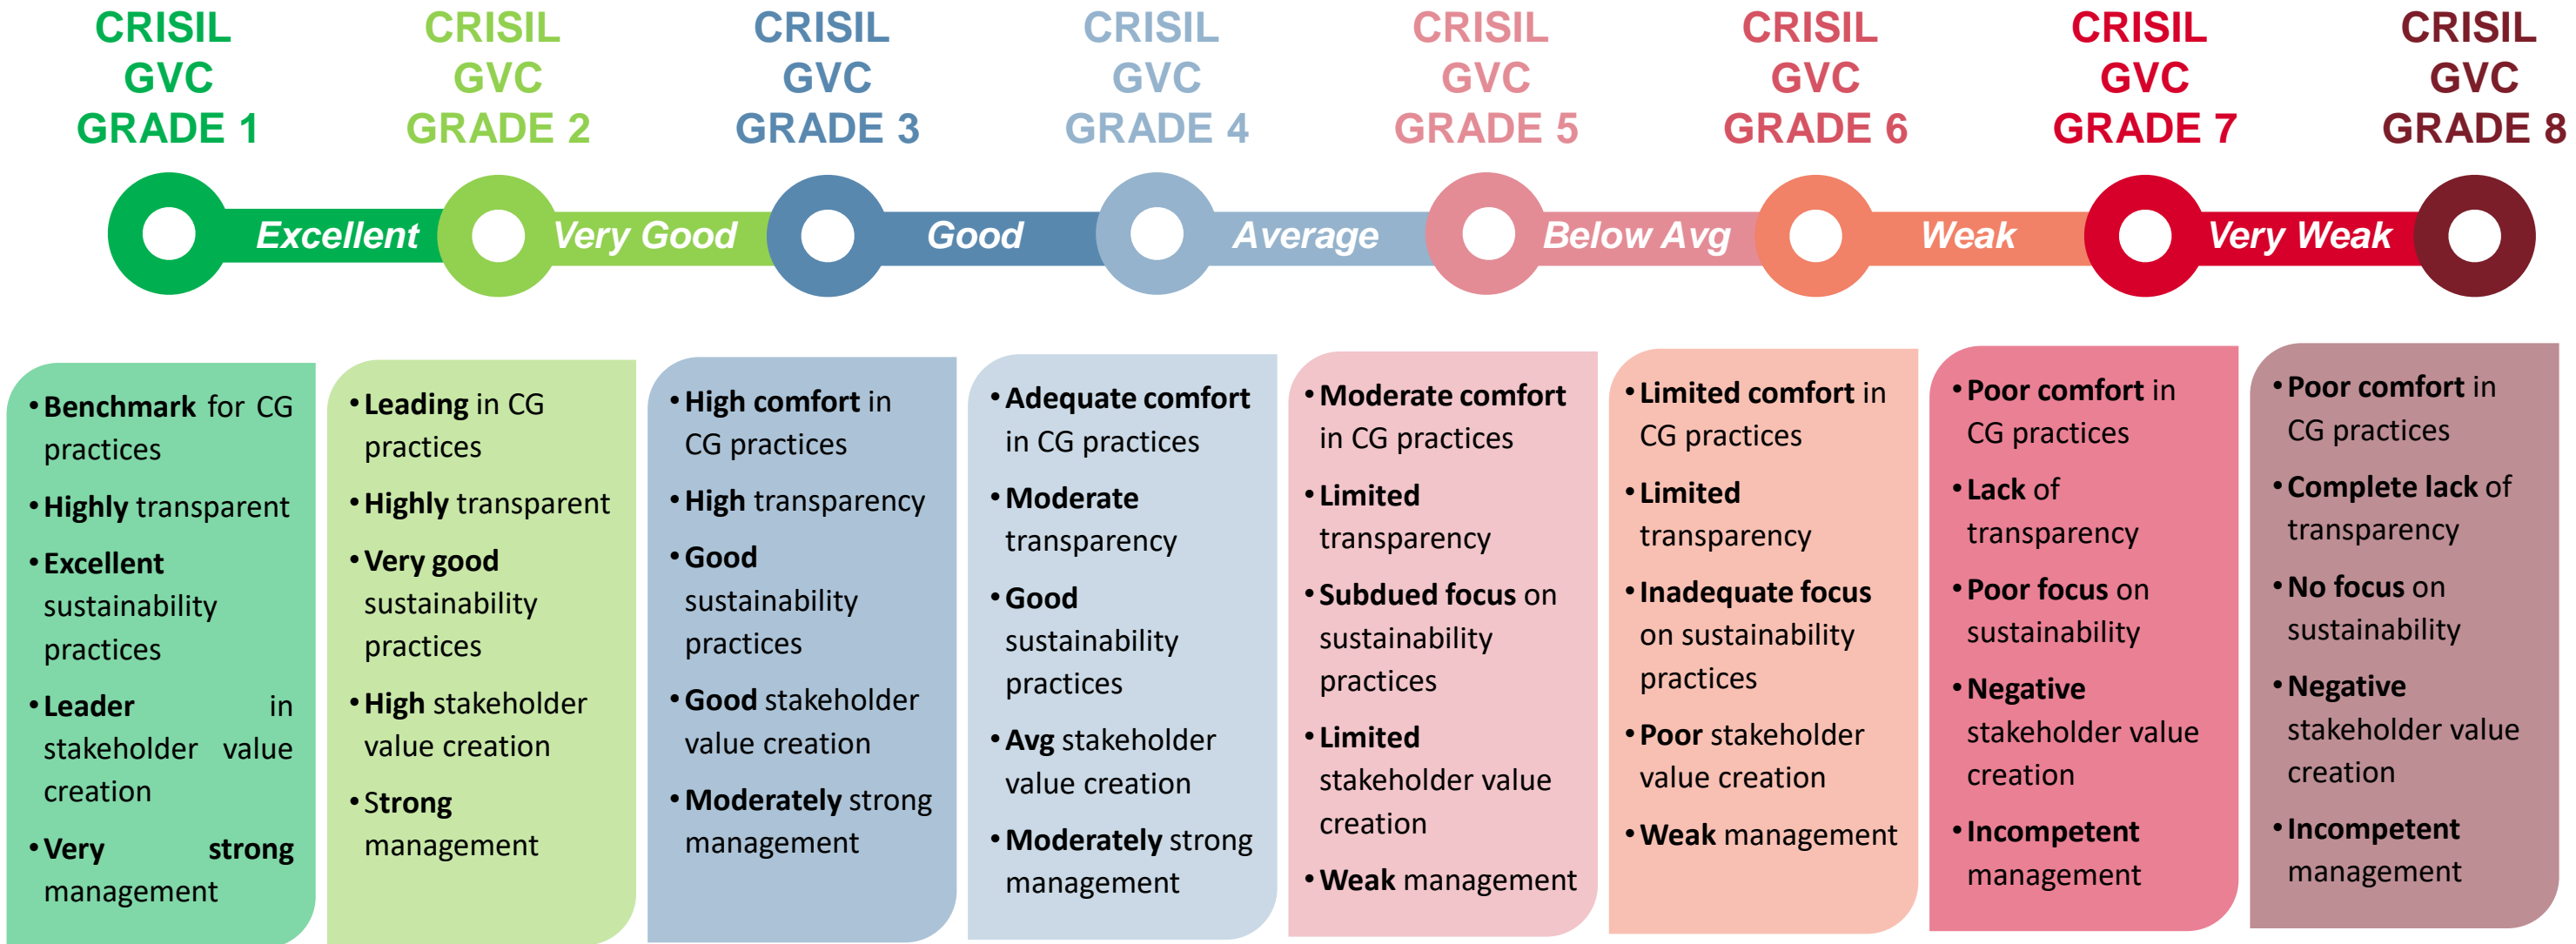 CRISIL
GVC
GRADE 1
CRISIL
GVC
GRADE 2
CRISIL
GVC
GRADE 3
CRISIL
GVC
GRADE 4
CRISIL
GVC
GRADE 5
CRISIL
GVC
GRADE 6
CRISIL
GVC
GRADE 7
CRISIL
GVC
GRADE 8
Excellent
Very Good
Good
Average
Below Avg
Weak
Very Weak
• Benchmark for CG
practices
• Highly transparent
• Excellent
sustainability
practices
• Leader in
stakeholder value
creation
• Very strong
management
• Leading in CG
practices
• Highly transparent
• Very good
sustainability
practices
• High stakeholder
value creation
• Strong
management
• High comfort in
CG practices
• High transparency
• Good
sustainability
practices
• Good stakeholder
value creation
• Moderately strong
management
• Adequate comfort
in CG practices
• Moderate
transparency
• Good
sustainability
practices
• Avg stakeholder
value creation
• Moderately strong
management
• Moderate comfort
in CG practices
• Limited
transparency
• Subdued focus on
sustainability
practices
• Limited
stakeholder value
creation
• Weak management
• Limited comfort in
CG practices
• Limited
transparency
• Inadequate focus
on sustainability
practices
• Poor stakeholder
value creation
• Weak management
• Poor comfort in
CG practices
• Lack of
transparency
• Poor focus on
sustainability
• Negative
stakeholder value
creation
• Incompetent
management
• Poor comfort in
CG practices
• Complete lack of
transparency
• No focus on
sustainability
• Negative
stakeholder value
creation
• Incompetent
management